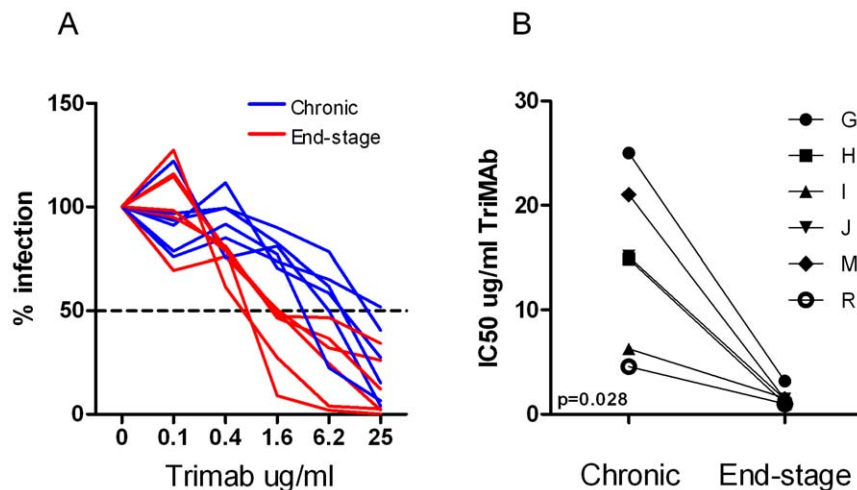 A
150
100
50
0
% infection
Chronic
End-stage
0 0.1 0.4 1.6 6.2 25
Trimab ug/ml
B
30
20
10
0
IC50 ug/ml TriMAb
G
H
I
J
M
R
p=0.028
Chronic End-stage